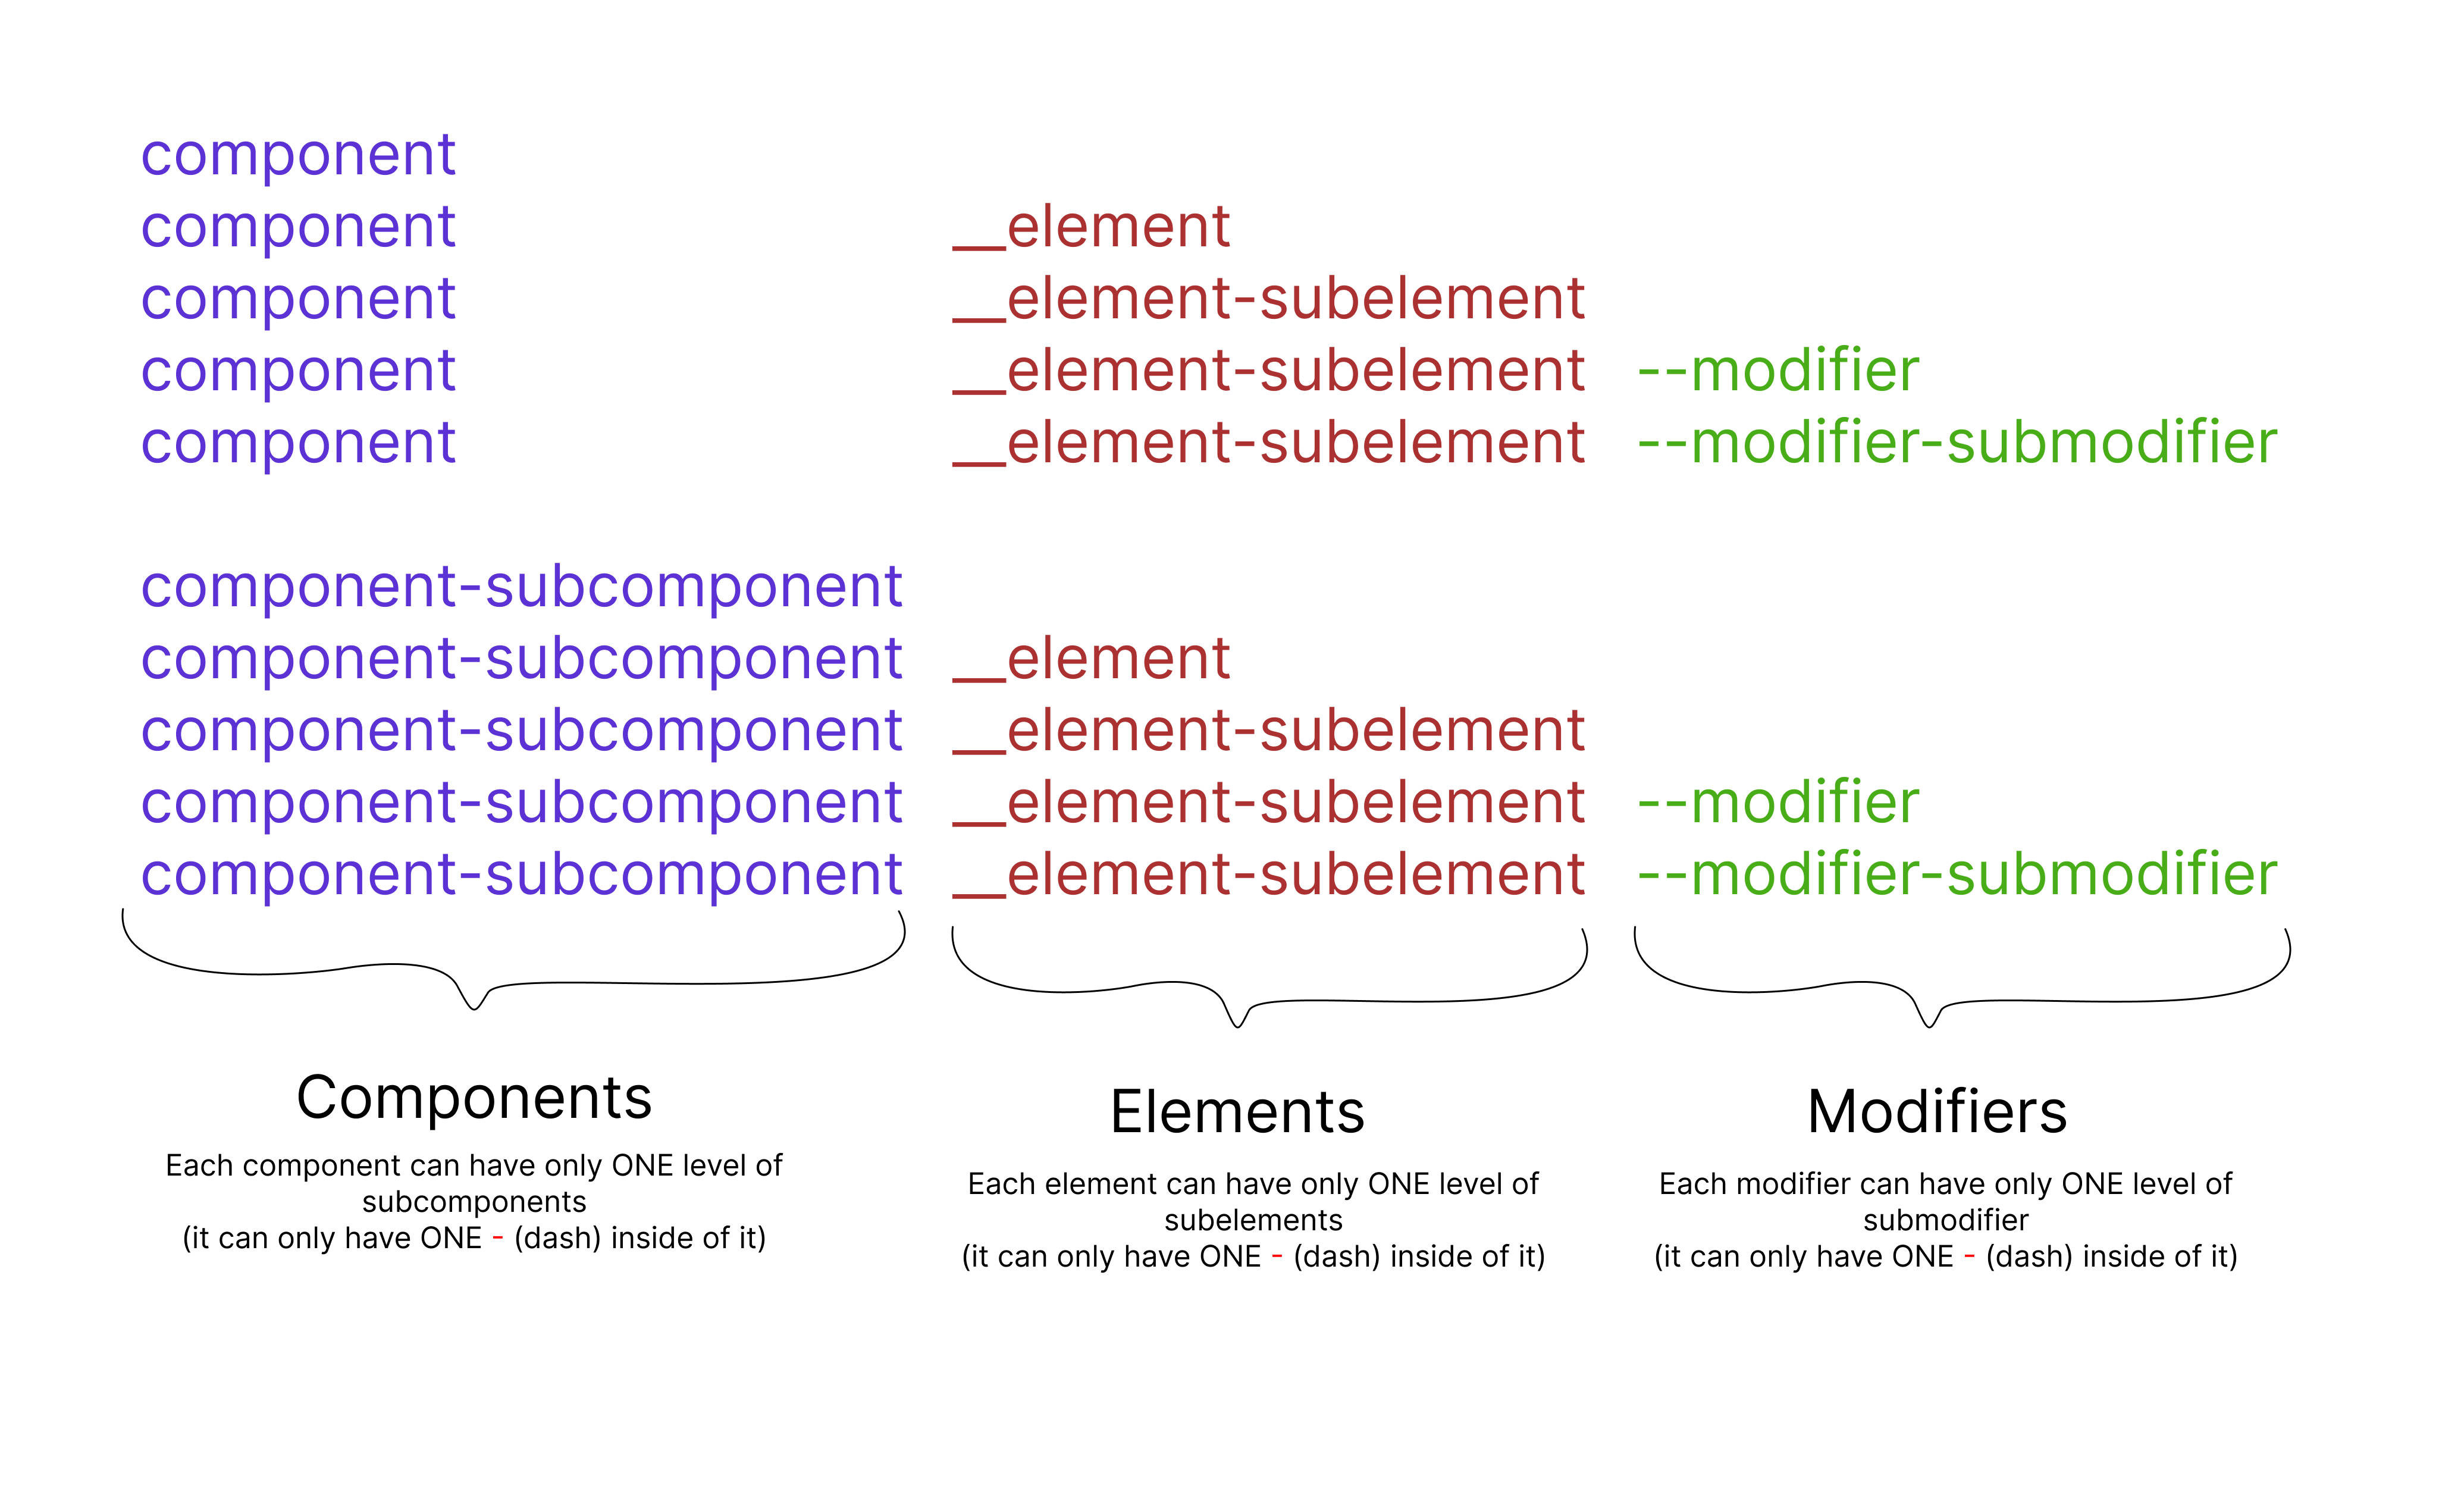 component
component __element
component __element-subelement
component __element-subelement --modifier
component __element-subelement --modifier-submodifier
component-subcomponent
component-subcomponent __element
component-subcomponent __element-subelement
component-subcomponent __element-subelement --modifier
component-subcomponent __element-subelement --modifier-submodifier
Components
Each component can have only ONE level of
subcomponents
(it can only have ONE - (dash) inside of it)
Elements
Each element can have only ONE level of
subelements
(it can only have ONE - (dash) inside of it)
Modifiers
Each modifier can have only ONE level of
submodifier
(it can only have ONE - (dash) inside of it)